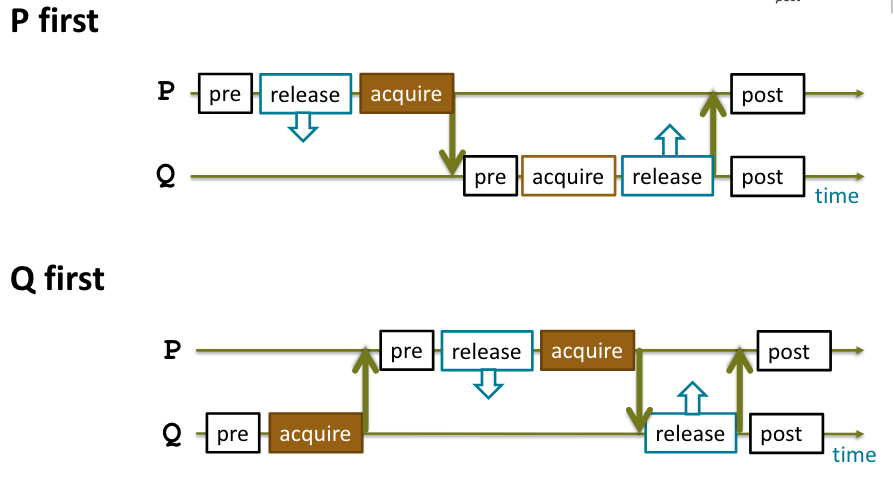 post
P first
P pre release acquire post
Q pre acquire release post
time
Q first
P pre release acquire post
Q pre acquire release post
time